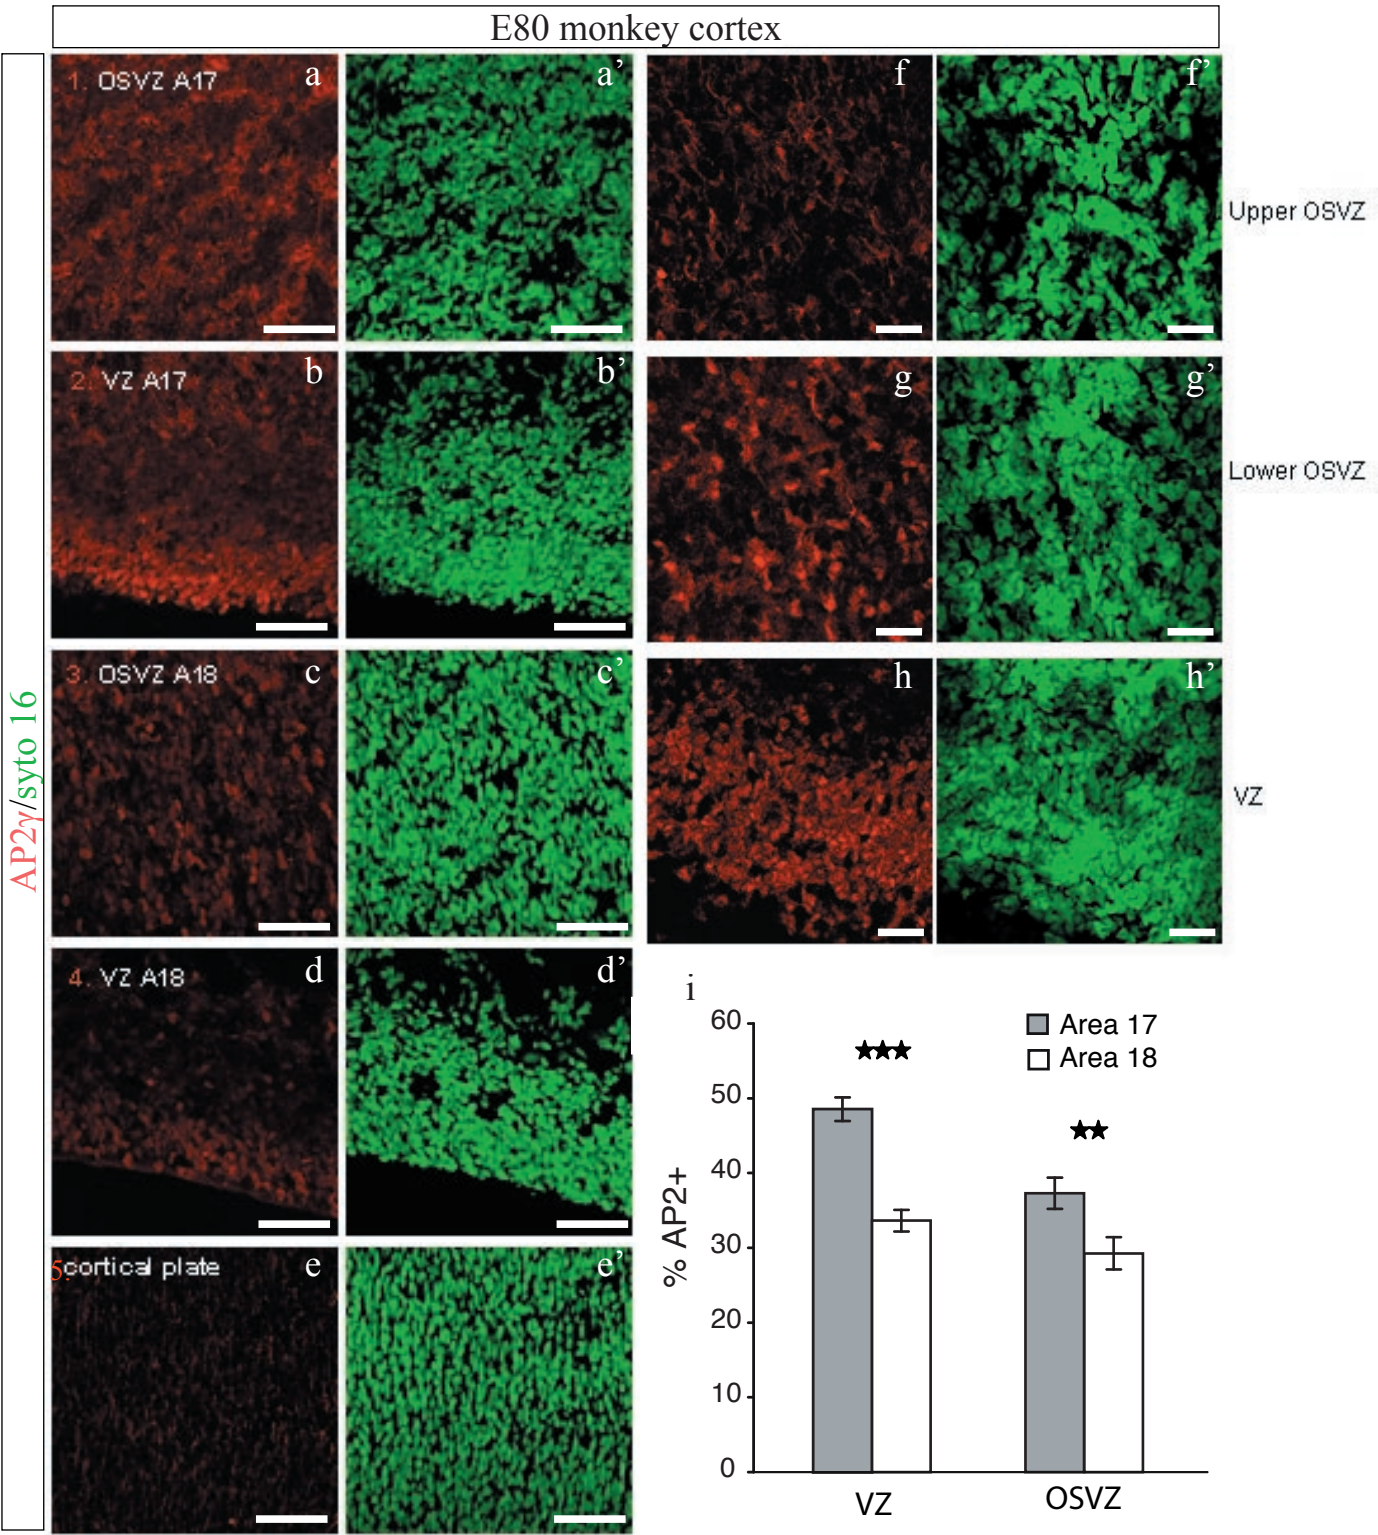 E80 monkey cortex
AP2γ/syto 16
1. OSVZ A17
a
a’
f
f’
Upper OSVZ
2. VZ A17
b
b’
g
g’
Lower OSVZ
3. OSVZ A18
c
c’
h
h’
VZ
4. VZ A18
d
d’
5.cortical plate
e
e’
i
Area 17
Area 18
% AP2+
60
50
40
30
20
10
0
★★★
★★
VZ
OSVZ